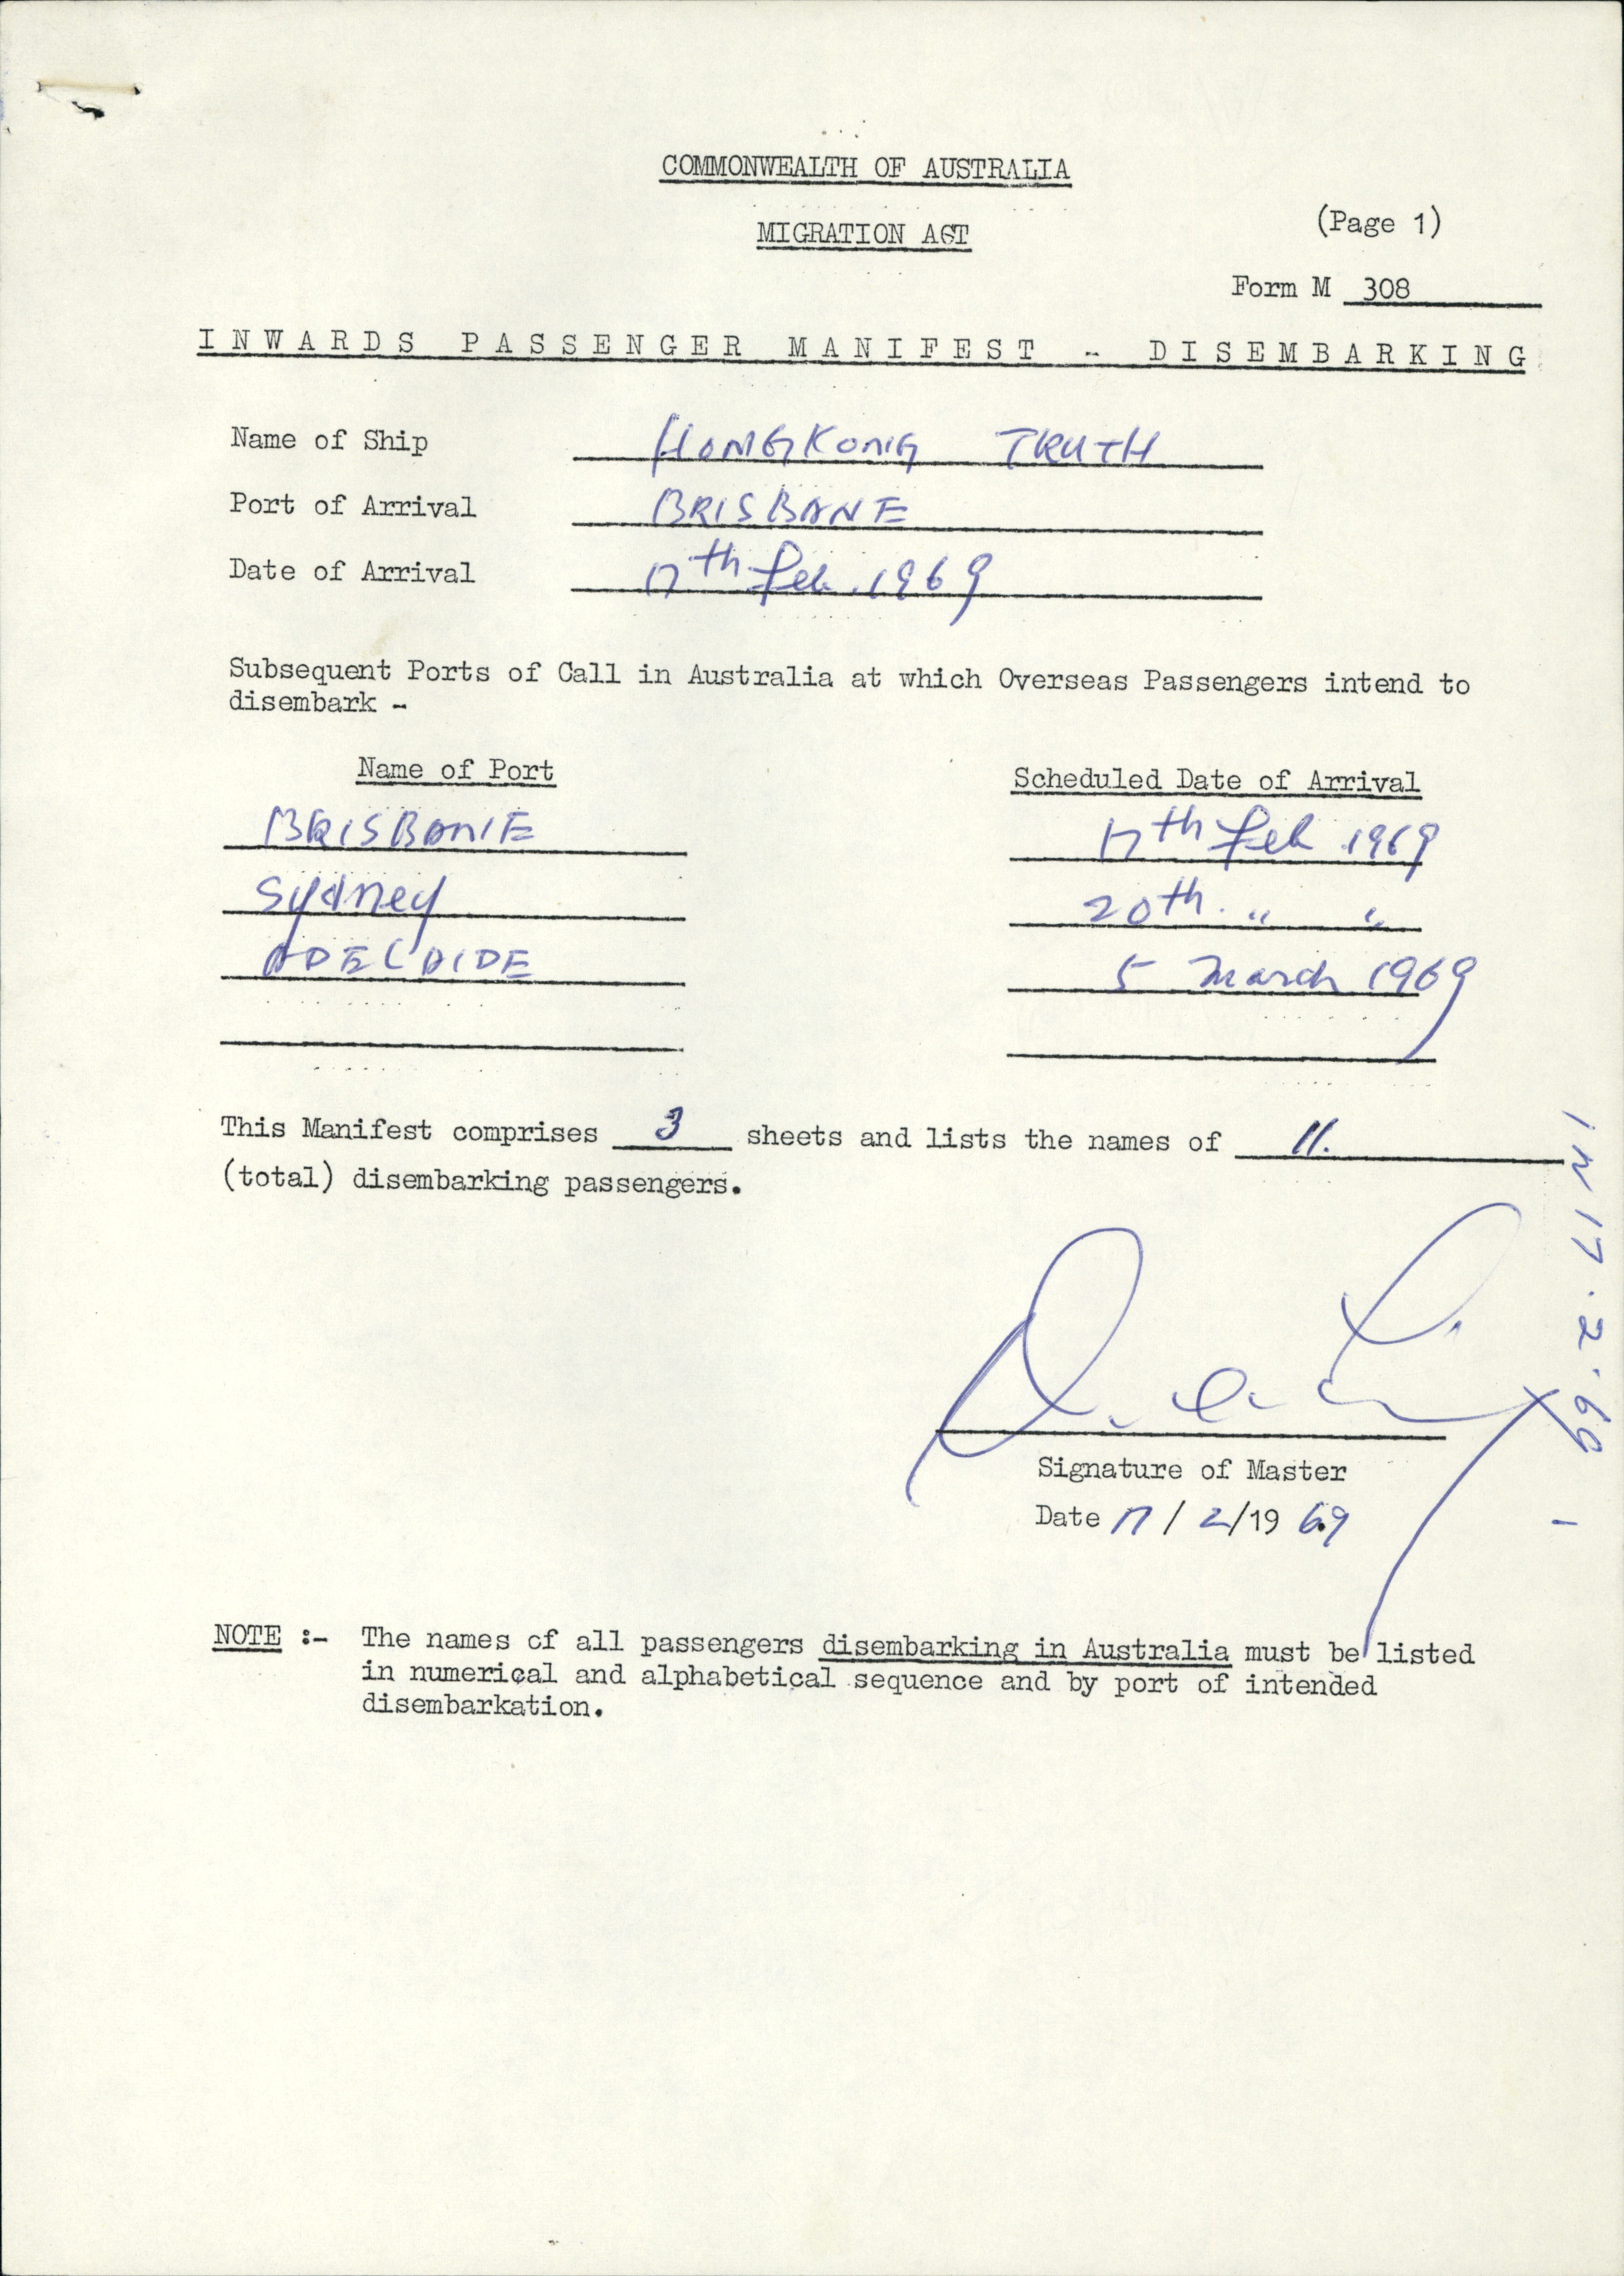 COMMONWEALTH OF AUSTRALIA
MIGRATION ACT
(Page 1)
Form M 308
INWARDS PASSENGER MANIFEST - DISEMBARKING
Name of Ship HONGKONG TRUTH
Port of Arrival BRISBANE
Date of Arrival 17th Feb. 1969
Subsequent Ports of Call in Australia at which Overseas Passengers intend to
disembark -
Name of Port Scheduled Date of Arrival
BRISBANE 17th Feb 1969
Sydney 20th. " "
ADELAIDE 5 March 1969
This Manifest comprises 3 sheets and lists the names of 11.
(total) disembarking passengers.
IN 17.2.69-
Signature of Master
Date 17/2/19 69
NOTE :- The names of all passengers disembarking in Australia must be listed
in numerical and alphabetical sequence and by port of intended
disembarkation.